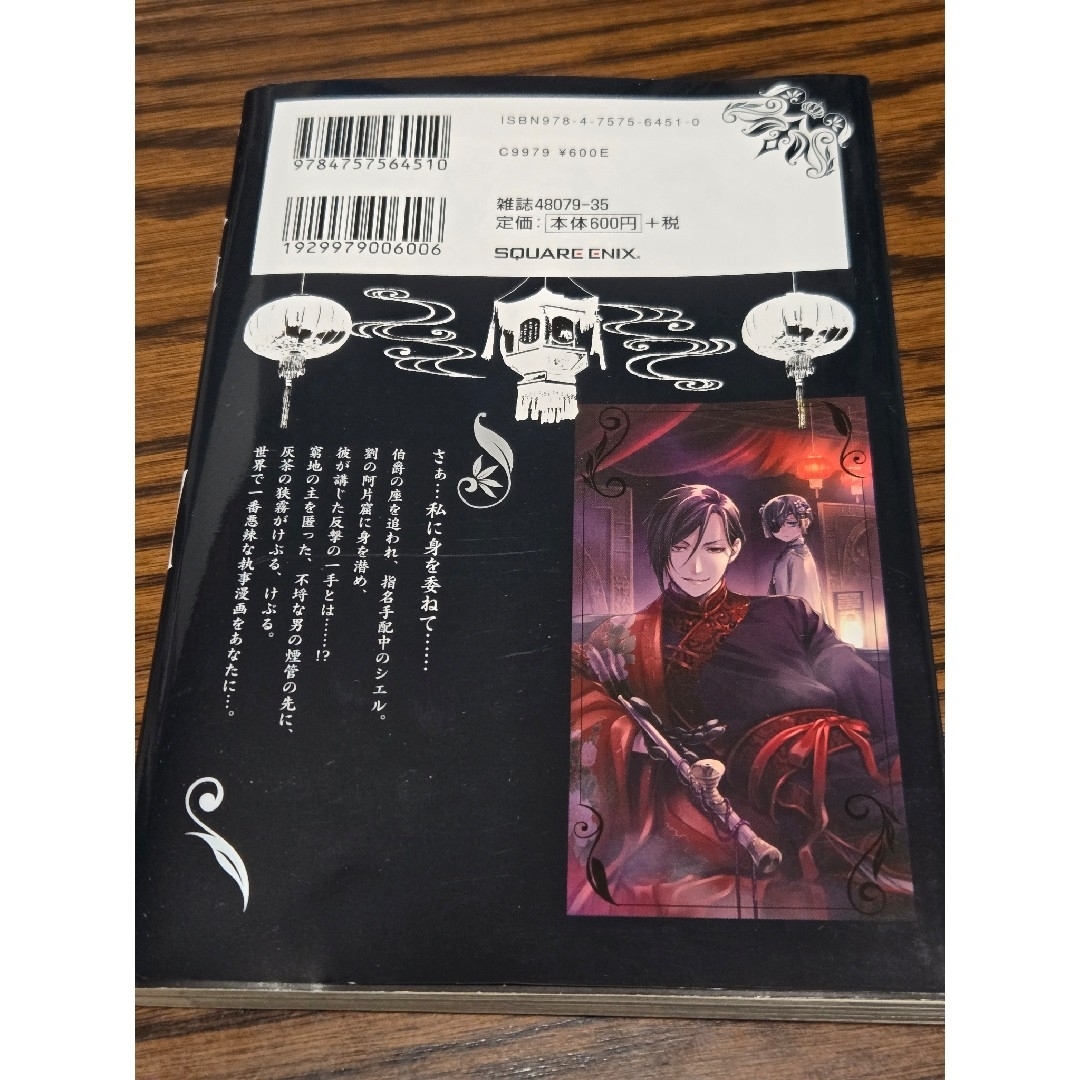 ISBN978-4-7575-6451-0
9784757564510
C9979 ¥600E
雑誌48079-35
定価：本体600円+税
1929979006006
SQUARE ENIX
さぁ…私に身を委ねて……
伯爵の座を追われ、指名手配中のシエル。
劉の阿片窟に身を潜め、
彼が講じた反撃の一手とは……!?
窮地の主を匿った、不埒な男の煙管の先に、
灰茶の狭霧がけぶる、けぶる。
世界で一番悪辣な執事漫画をあなたに…。